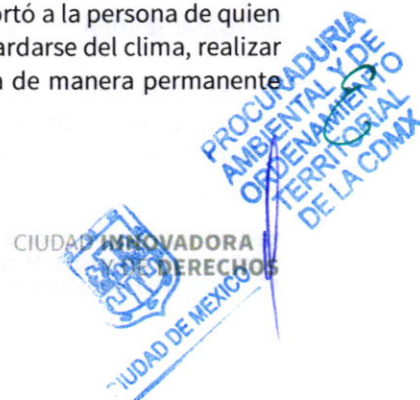 ortó a la persona de quien
ardarse del clima, realizar
a de manera permanente
PROCURADURIA
AMBIENTAL Y DE
ORDENAMIENTO
TERRITORIAL
DE LA CDMX
CIUDAD INNOVADORA
Y DE DERECHOS
CIUDAD DE MEXICO